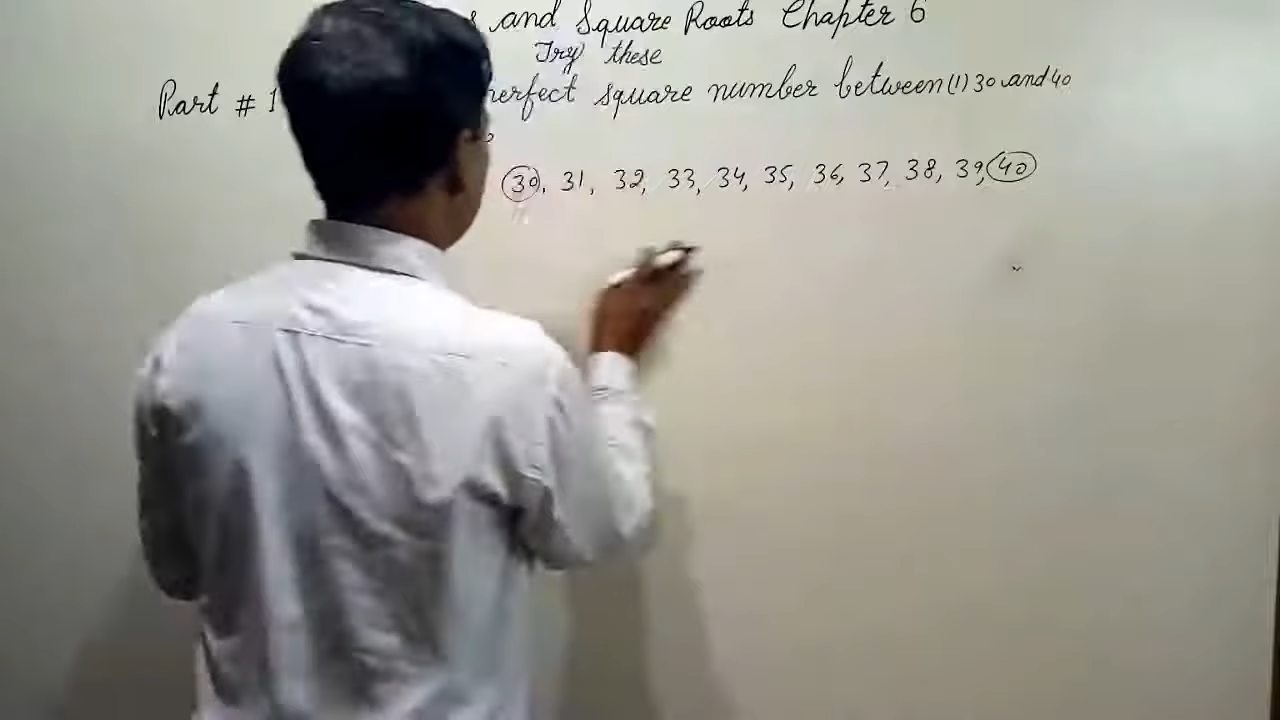 and Square Roots Chapter 6
Try these
Part # 1 perfect square number between (1) 30 and 40
30, 31, 32, 33, 34, 35, 36, 37, 38, 39, 40